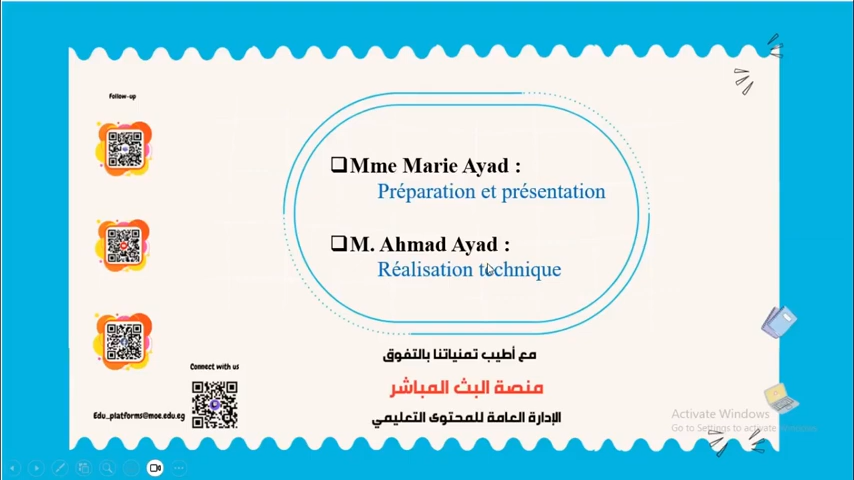 Follow-up
❑Mme Marie Ayad :
Préparation et présentation
❑M. Ahmad Ayad :
Réalisation technique
مع أطيب تمنياتنا بالتفوق
منصة البث المباشر
الإدارة العامة للمحتوى التعليمي
Connect with us
Edu_platforms@moe.edu.eg
Activate Windows
Go to Settings to activate Windows.